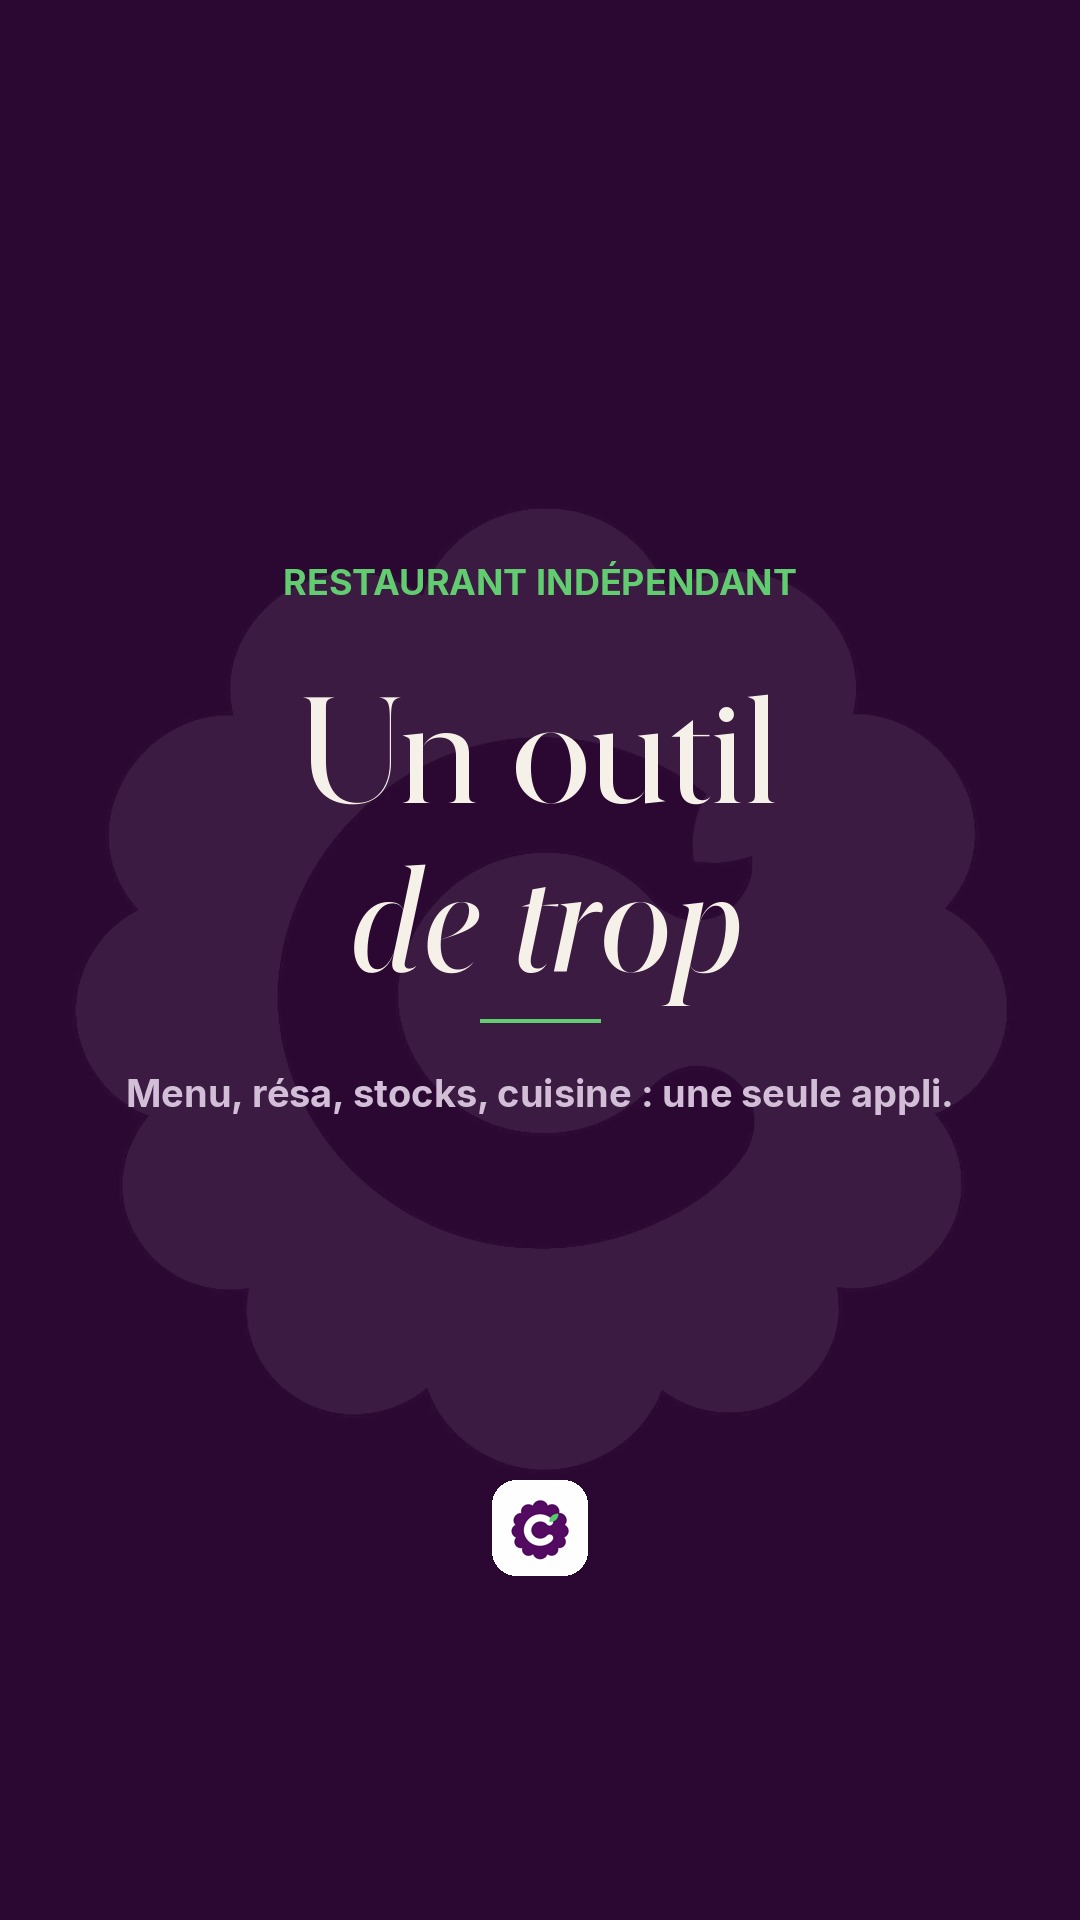 RESTAURANT INDÉPENDANT
Un outil
de trop
Menu, résa, stocks, cuisine : une seule appli.